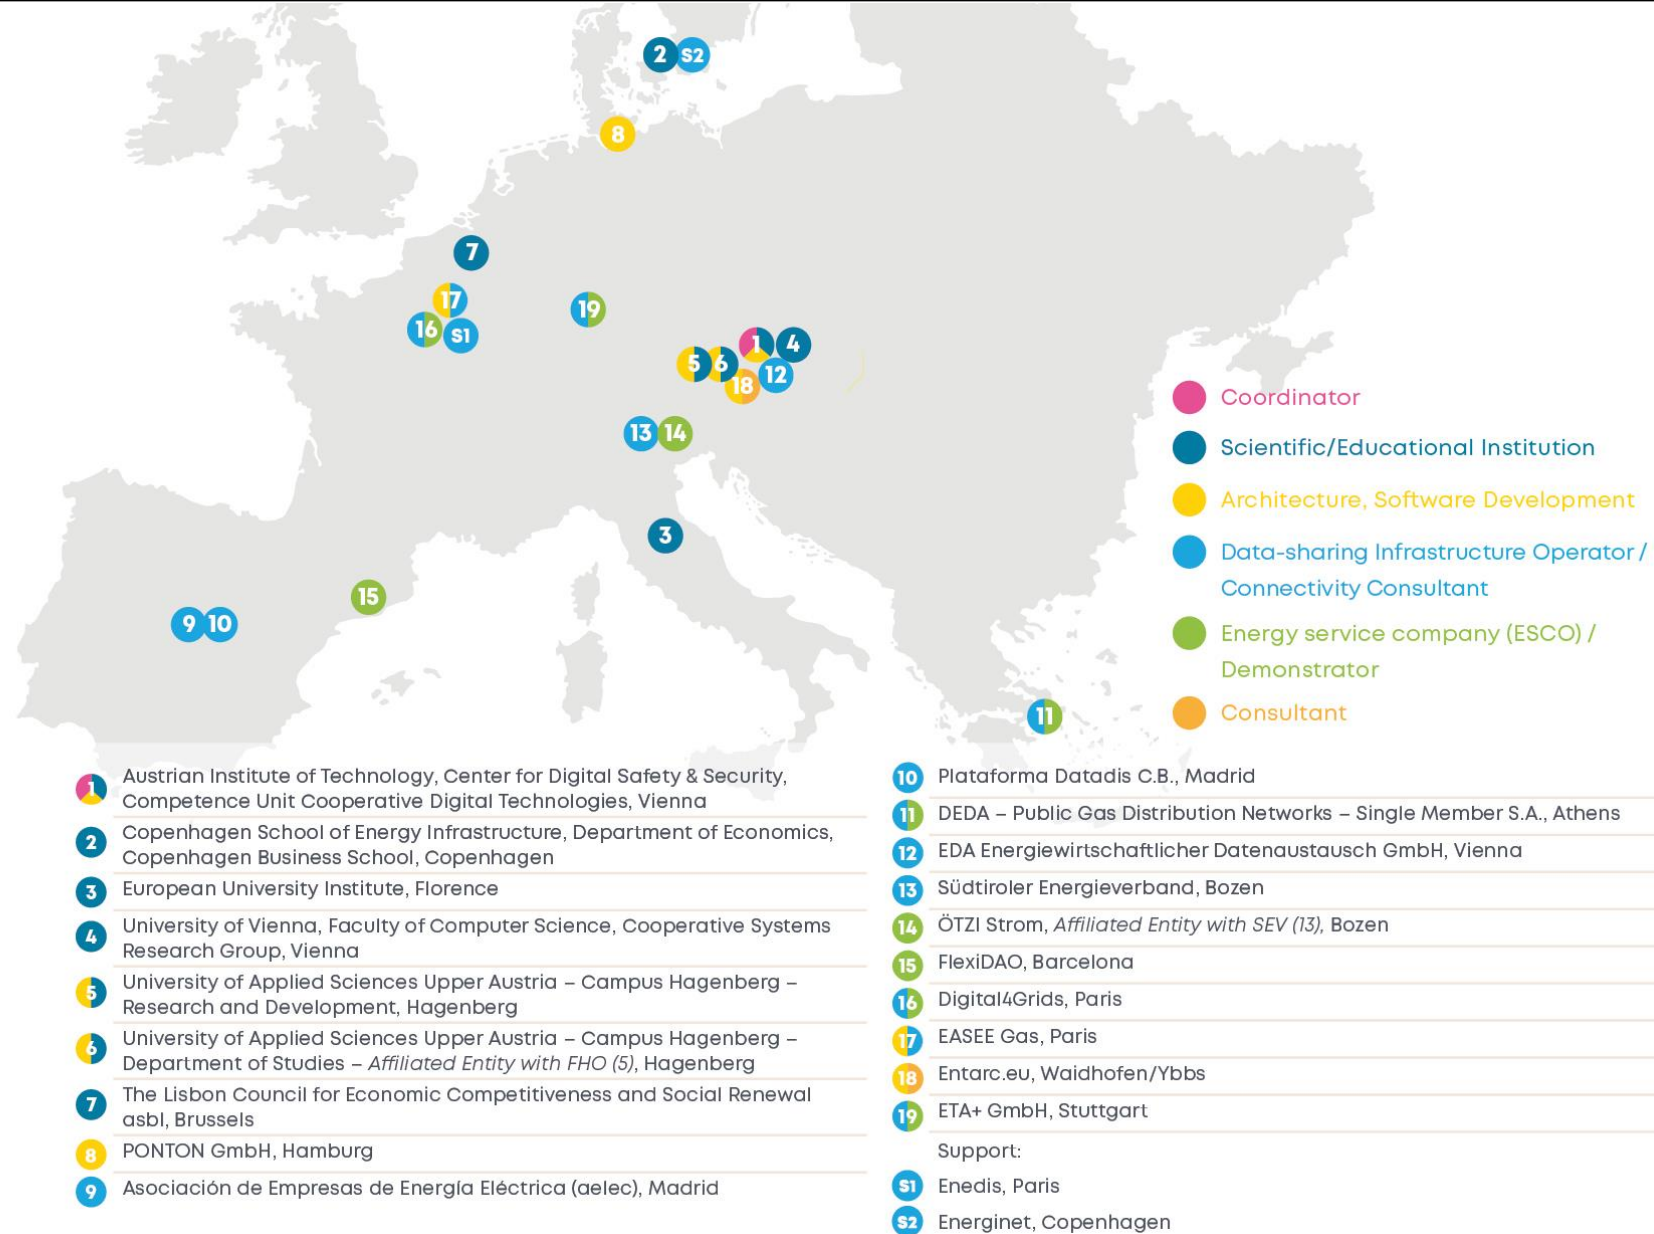 2 S2
8
7
17
19
16 S1
1 4
5 6
12
18
13 14
3
15
9 10
11
Coordinator
Scientific/Educational Institution
Architecture, Software Development
Data-sharing Infrastructure Operator /
Connectivity Consultant
Energy service company (ESCO) /
Demonstrator
Consultant
1 Austrian Institute of Technology, Center for Digital Safety & Security,
Competence Unit Cooperative Digital Technologies, Vienna
2 Copenhagen School of Energy Infrastructure, Department of Economics,
Copenhagen Business School, Copenhagen
3 European University Institute, Florence
4 University of Vienna, Faculty of Computer Science, Cooperative Systems
Research Group, Vienna
5 University of Applied Sciences Upper Austria – Campus Hagenberg –
Research and Development, Hagenberg
6 University of Applied Sciences Upper Austria – Campus Hagenberg –
Department of Studies – Affiliated Entity with FHO (5), Hagenberg
7 The Lisbon Council for Economic Competitiveness and Social Renewal
asbl, Brussels
8 PONTON GmbH, Hamburg
9 Asociación de Empresas de Energía Eléctrica (aelec), Madrid
10 Plataforma Datadis C.B., Madrid
11 DEDA – Public Gas Distribution Networks – Single Member S.A., Athens
12 EDA Energiewirtschaftlicher Datenaustausch GmbH, Vienna
13 Südtiroler Energieverband, Bozen
14 ÖTZI Strom, Affiliated Entity with SEV (13), Bozen
15 FlexiDAO, Barcelona
16 Digital4Grids, Paris
17 EASEE Gas, Paris
18 Entarc.eu, Waidhofen/Ybbs
19 ETA+ GmbH, Stuttgart
Support:
S1 Enedis, Paris
S2 Energinet, Copenhagen